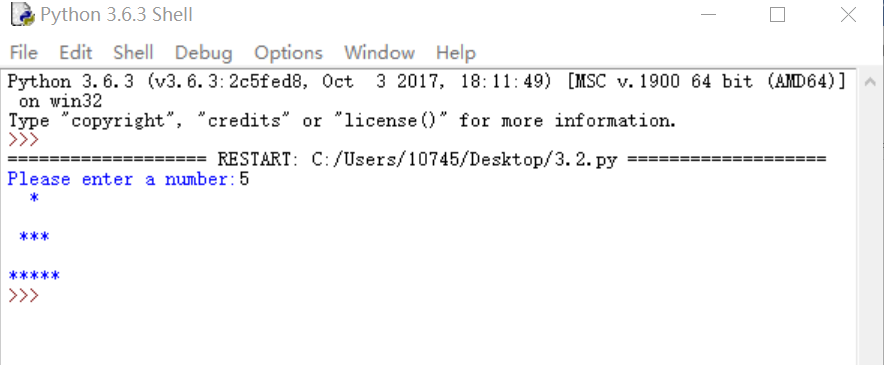 Python 3.6.3 Shell
File Edit Shell Debug Options Window Help
Python 3.6.3 (v3.6.3:2c5fed8, Oct  3 2017, 18:11:49) [MSC v.1900 64 bit (AMD64)]
 on win32
Type "copyright", "credits" or "license()" for more information.
>>>
=================== RESTART: C:/Users/10745/Desktop/3.2.py ===================
Please enter a number:5
  *
 ***
*****
>>>